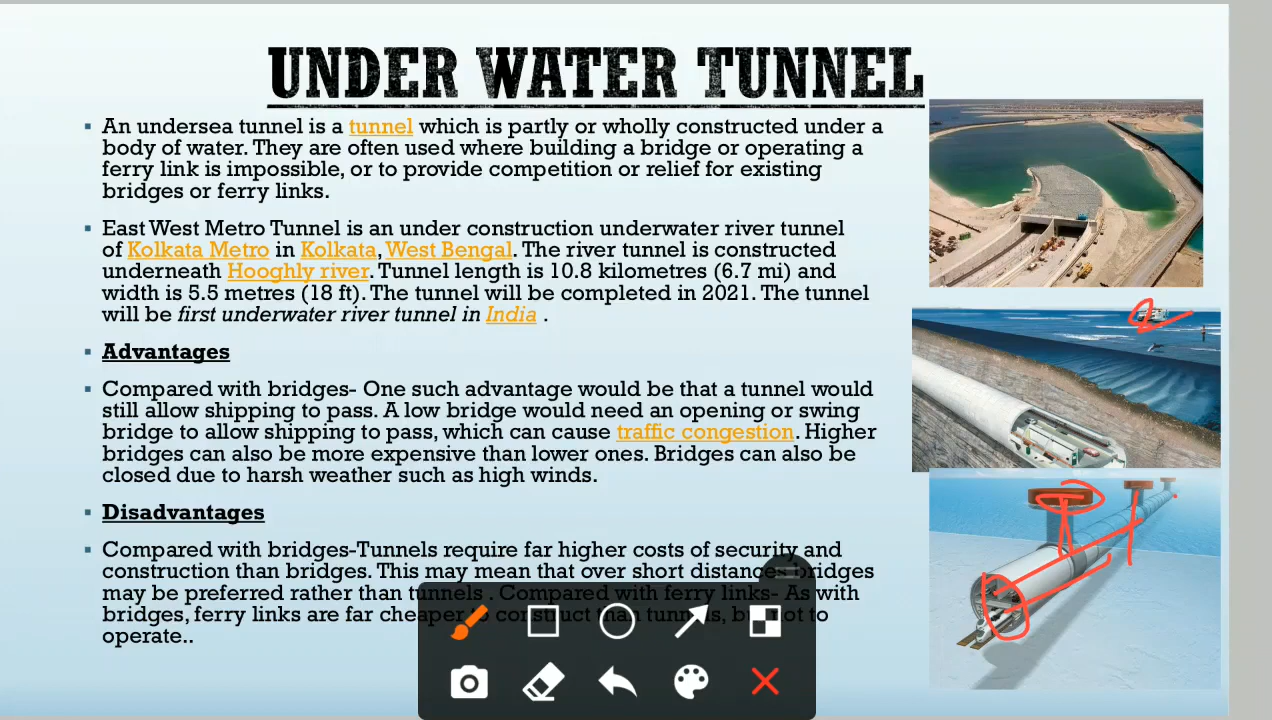 UNDER WATER TUNNEL
▪ An undersea tunnel is a tunnel which is partly or wholly constructed under a
body of water. They are often used where building a bridge or operating a
ferry link is impossible, or to provide competition or relief for existing
bridges or ferry links.
▪ East West Metro Tunnel is an under construction underwater river tunnel
of Kolkata Metro in Kolkata, West Bengal. The river tunnel is constructed
underneath Hooghly river. Tunnel length is 10.8 kilometres (6.7 mi) and
width is 5.5 metres (18 ft). The tunnel will be completed in 2021. The tunnel
will be first underwater river tunnel in India .
▪ Advantages
▪ Compared with bridges- One such advantage would be that a tunnel would
still allow shipping to pass. A low bridge would need an opening or swing
bridge to allow shipping to pass, which can cause traffic congestion. Higher
bridges can also be more expensive than lower ones. Bridges can also be
closed due to harsh weather such as high winds.
▪ Disadvantages
▪ Compared with bridges-Tunnels require far higher costs of security and
construction than bridges. This may mean that over short distances bridges
may be preferred rather than tunnels . Compared with ferry links- As with
bridges, ferry links are far cheaper to construct than tunnels, but not to
operate..